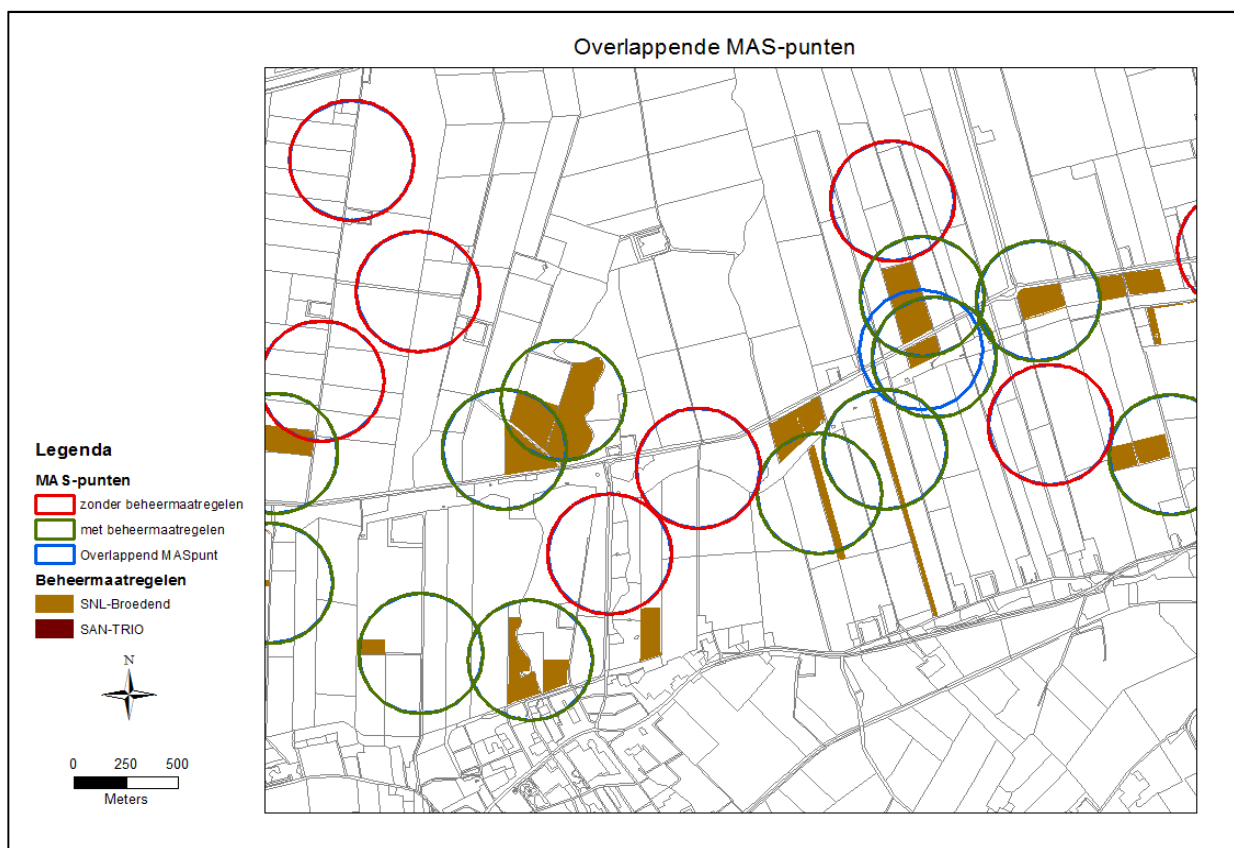 Overlappende MAS-punten
Legenda
MAS-punten
zonder beheermaatregelen
met beheermaatregelen
Overlappend MASpunt
Beheermaatregelen
SNL-Broedend
SAN-TRIO
N
0 250 500
Meters